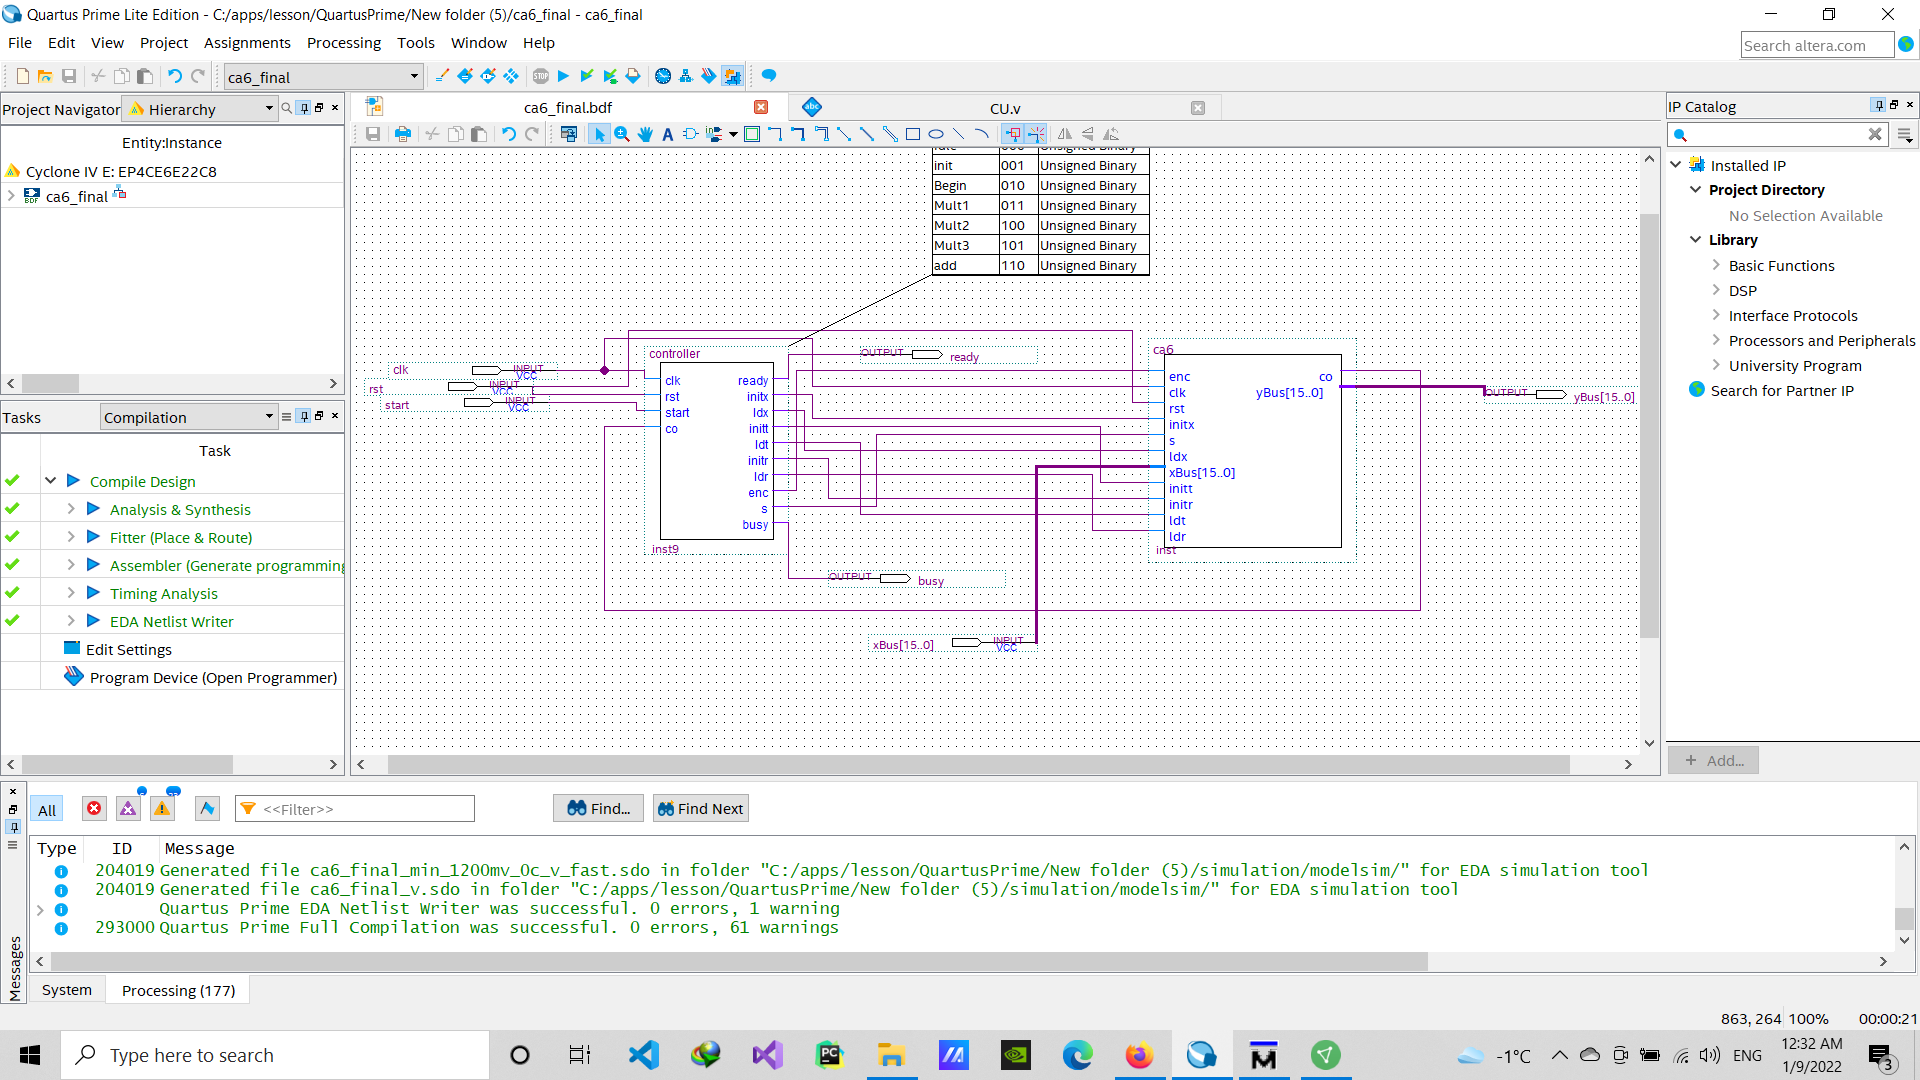 Quartus Prime Lite Edition - C:/apps/lesson/QuartusPrime/New folder (5)/ca6_final - ca6_final
File Edit View Project Assignments Processing Tools Window Help
Search altera.com
ca6_final
Project Navigator Hierarchy
Entity:Instance
Cyclone IV E: EP4CE6E22C8
ca6_final
Tasks Compilation
Task
Compile Design
Analysis & Synthesis
Fitter (Place & Route)
Assembler (Generate programming
Timing Analysis
EDA Netlist Writer
Edit Settings
Program Device (Open Programmer)
ca6_final.bdf
CU.v
init 001 Unsigned Binary
Begin 010 Unsigned Binary
Mult1 011 Unsigned Binary
Mult2 100 Unsigned Binary
Mult3 101 Unsigned Binary
add 110 Unsigned Binary
clk INPUT VCC
rst INPUT VCC
start INPUT VCC
controller
clk ready
rst initx
start ldx
co initt
ldt
initr
ldr
enc
s
busy
inst9
OUTPUT ready
OUTPUT busy
xBus[15..0] INPUT VCC
ca6
enc co
clk yBus[15..0]
rst
initx
s
ldx
xBus[15..0]
initt
initr
ldt
ldr
inst
OUTPUT yBus[15..0]
IP Catalog
Installed IP
Project Directory
No Selection Available
Library
Basic Functions
DSP
Interface Protocols
Processors and Peripherals
University Program
Search for Partner IP
+ Add...
All <<Filter>> Find... Find Next
Type ID Message
204019 Generated file ca6_final_min_1200mv_0c_v_fast.sdo in folder "C:/apps/lesson/QuartusPrime/New folder (5)/simulation/modelsim/" for EDA simulation tool
204019 Generated file ca6_final_v.sdo in folder "C:/apps/lesson/QuartusPrime/New folder (5)/simulation/modelsim/" for EDA simulation tool
Quartus Prime EDA Netlist Writer was successful. 0 errors, 1 warning
293000 Quartus Prime Full Compilation was successful. 0 errors, 61 warnings
Messages
System Processing (177)
863, 264 100% 00:00:21
Type here to search
-1°C ENG 12:32 AM
1/9/2022
3